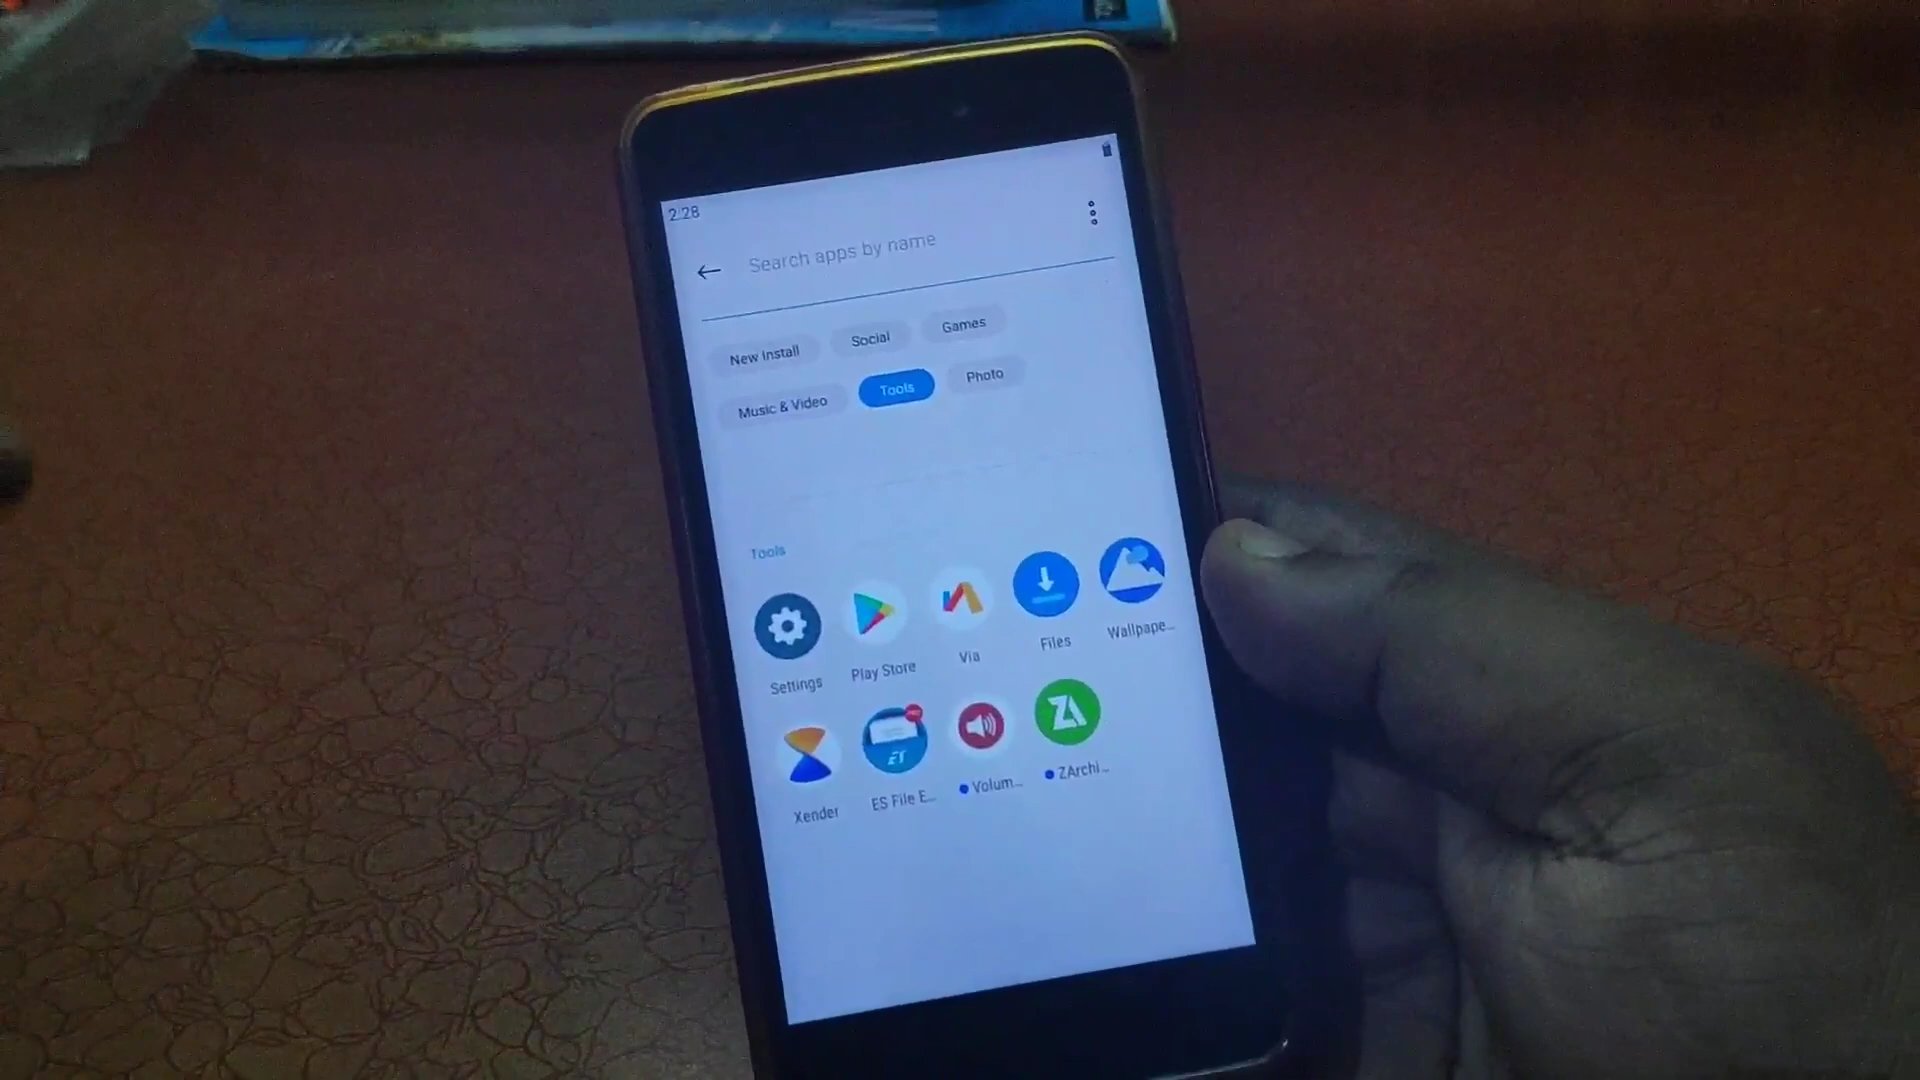 2:28
Search apps by name
New Install Social Games
Music & Video Tools Photo
Tools
Settings Play Store Via Files Wallpape...
Xender ES File E... Volum... ZArchi...